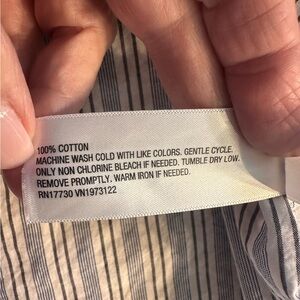 100% COTTON
MACHINE WASH COLD WITH LIKE COLORS. GENTLE CYCLE.
ONLY NON CHLORINE BLEACH IF NEEDED. TUMBLE DRY LOW.
REMOVE PROMPTLY. WARM IRON IF NEEDED.
RN17730 VN1973122